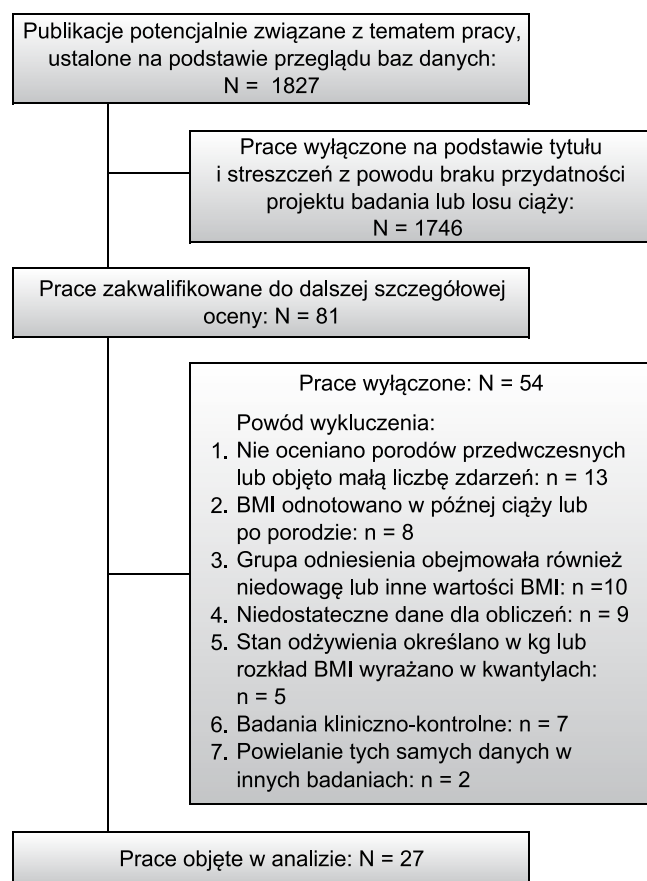 Publikacje potencjalnie związane z tematem pracy,
ustalone na podstawie przeglądu baz danych:
N = 1827
Prace wyłączone na podstawie tytułu
i streszczeń z powodu braku przydatności
projektu badania lub losu ciąży:
N = 1746
Prace zakwalifikowane do dalszej szczegółowej
oceny: N = 81
Prace wyłączone: N = 54
Powód wykluczenia:
1. Nie oceniano porodów przedwczesnych
lub objęto małą liczbę zdarzeń: n = 13
2. BMI odnotowano w późnej ciąży lub
po porodzie: n = 8
3. Grupa odniesienia obejmowała również
niedowagę lub inne wartości BMI: n =10
4. Niedostateczne dane dla obliczeń: n = 9
5. Stan odżywienia określano w kg lub
rozkład BMI wyrażano w kwantylach:
n = 5
6. Badania kliniczno-kontrolne: n = 7
7. Powielanie tych samych danych w
innych badaniach: n = 2
Prace objęte w analizie: N = 27